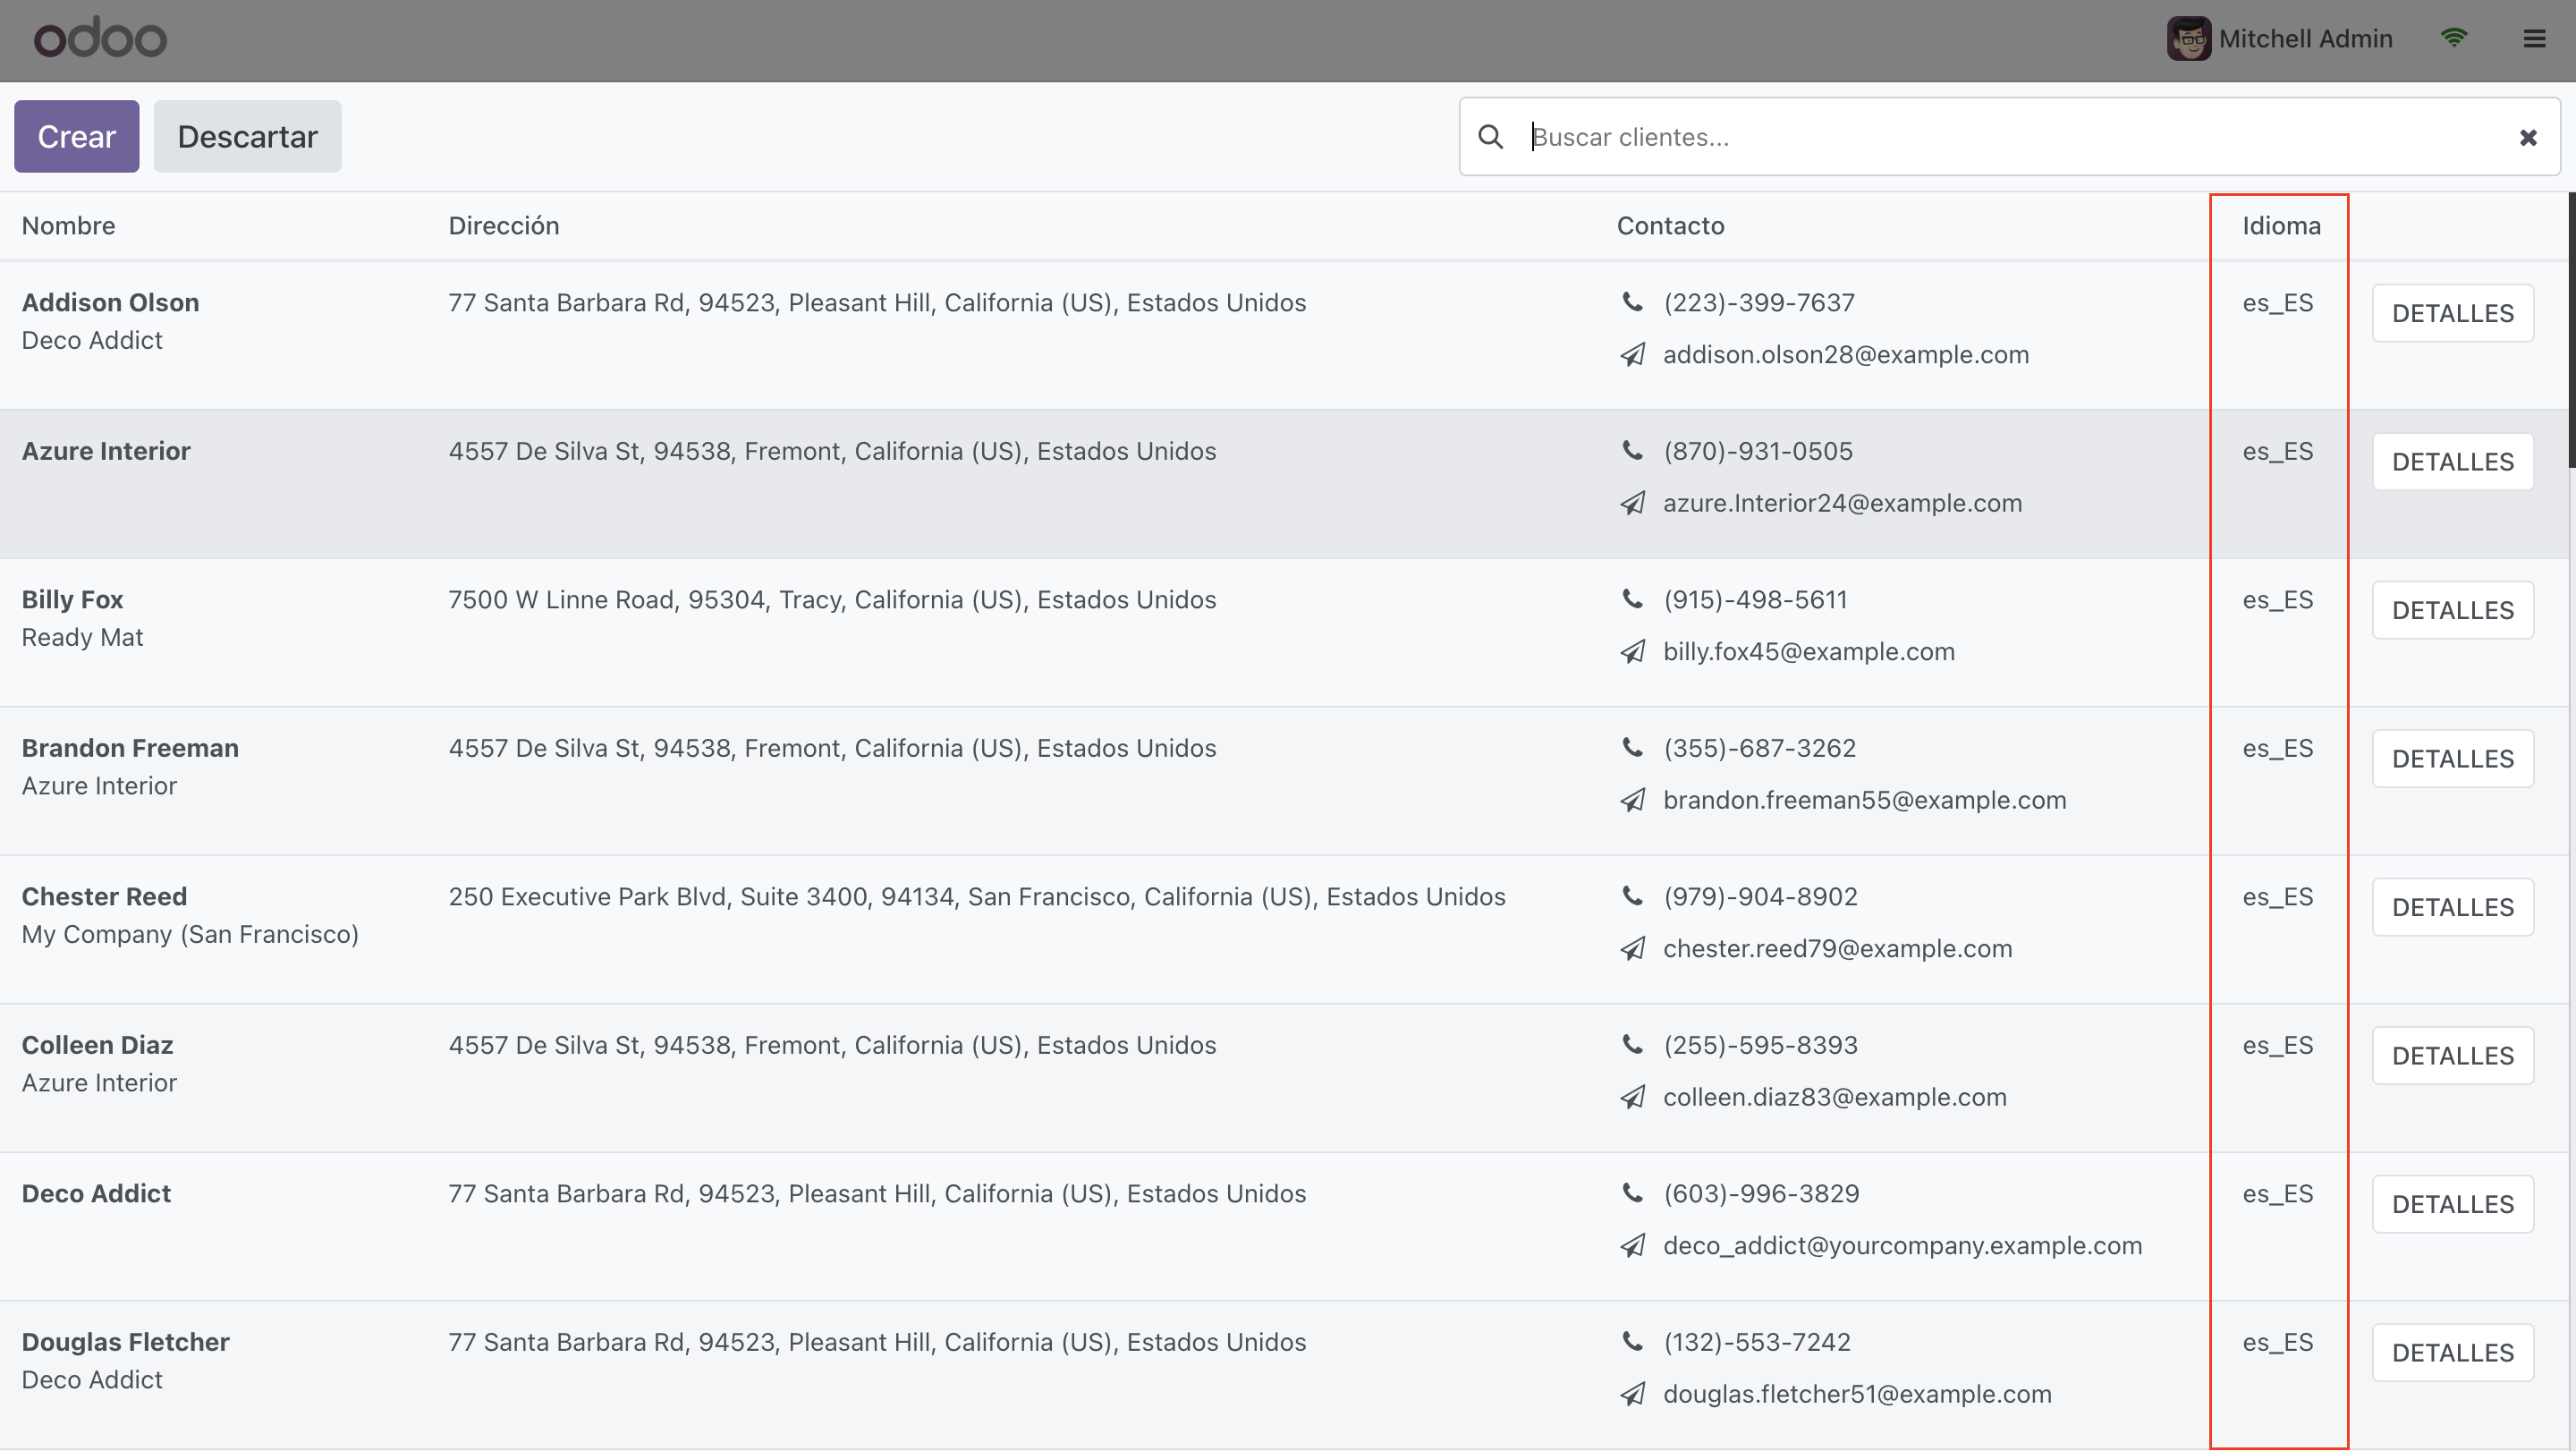 odoo
Mitchell Admin
Crear
Descartar
Buscar clientes...
Nombre
Dirección
Contacto
Idioma
Addison Olson
Deco Addict
77 Santa Barbara Rd, 94523, Pleasant Hill, California (US), Estados Unidos
(223)-399-7637
addison.olson28@example.com
es_ES
DETALLES
Azure Interior
4557 De Silva St, 94538, Fremont, California (US), Estados Unidos
(870)-931-0505
azure.Interior24@example.com
es_ES
DETALLES
Billy Fox
Ready Mat
7500 W Linne Road, 95304, Tracy, California (US), Estados Unidos
(915)-498-5611
billy.fox45@example.com
es_ES
DETALLES
Brandon Freeman
Azure Interior
4557 De Silva St, 94538, Fremont, California (US), Estados Unidos
(355)-687-3262
brandon.freeman55@example.com
es_ES
DETALLES
Chester Reed
My Company (San Francisco)
250 Executive Park Blvd, Suite 3400, 94134, San Francisco, California (US), Estados Unidos
(979)-904-8902
chester.reed79@example.com
es_ES
DETALLES
Colleen Diaz
Azure Interior
4557 De Silva St, 94538, Fremont, California (US), Estados Unidos
(255)-595-8393
colleen.diaz83@example.com
es_ES
DETALLES
Deco Addict
77 Santa Barbara Rd, 94523, Pleasant Hill, California (US), Estados Unidos
(603)-996-3829
deco_addict@yourcompany.example.com
es_ES
DETALLES
Douglas Fletcher
Deco Addict
77 Santa Barbara Rd, 94523, Pleasant Hill, California (US), Estados Unidos
(132)-553-7242
douglas.fletcher51@example.com
es_ES
DETALLES